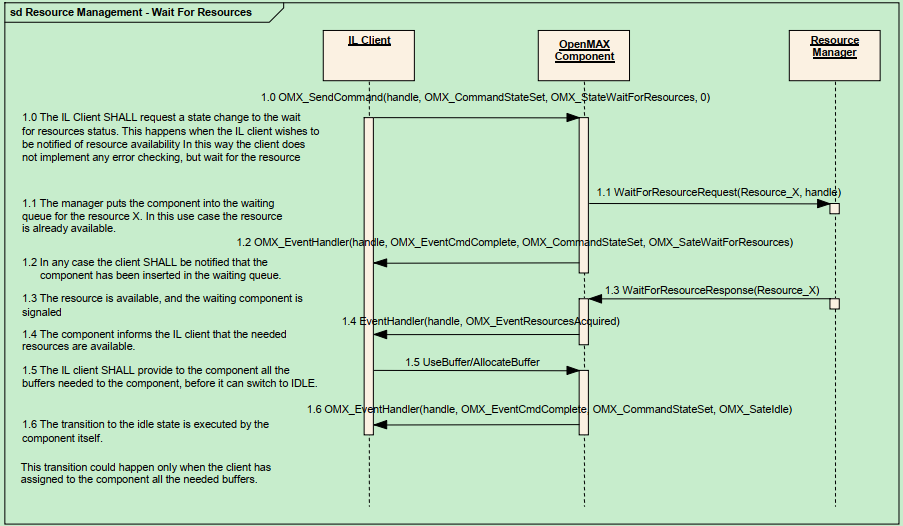 sd Resource Management - Wait For Resources
IL Client
OpenMAX
Component
Resource
Manager
1.0 OMX_SendCommand(handle, OMX_CommandStateSet, OMX_StateWaitForResources, 0)
1.0 The IL Client SHALL request a state change to the wait
for resources status. This happens when the IL client wishes to
be notified of resource availability In this way the client does
not implement any error checking, but wait for the resource
1.1 WaitForResourceRequest(Resource_X, handle)
1.1 The manager puts the component into the waiting
queue for the resource X. In this use case the resource
is already available.
1.2 OMX_EventHandler(handle, OMX_EventCmdComplete, OMX_CommandStateSet, OMX_SateWaitForResources)
1.2 In any case the client SHALL be notified that the
component has been inserted in the waiting queue.
1.3 WaitForResourceResponse(Resource_X)
1.3 The resource is available, and the waiting component is
signaled
1.4 EventHandler(handle, OMX_EventResourcesAcquired)
1.4 The component informs the IL client that the needed
resources are available.
1.5 UseBuffer/AllocateBuffer
1.5 The IL client SHALL provide to the component all the
buffers needed to the component, before it can switch to IDLE.
1.6 OMX_EventHandler(handle, OMX_EventCmdComplete, OMX_CommandStateSet, OMX_SateIdle)
1.6 The transition to the idle state is executed by the
component itself.
This transition could happen only when the client has
assigned to the component all the needed buffers.